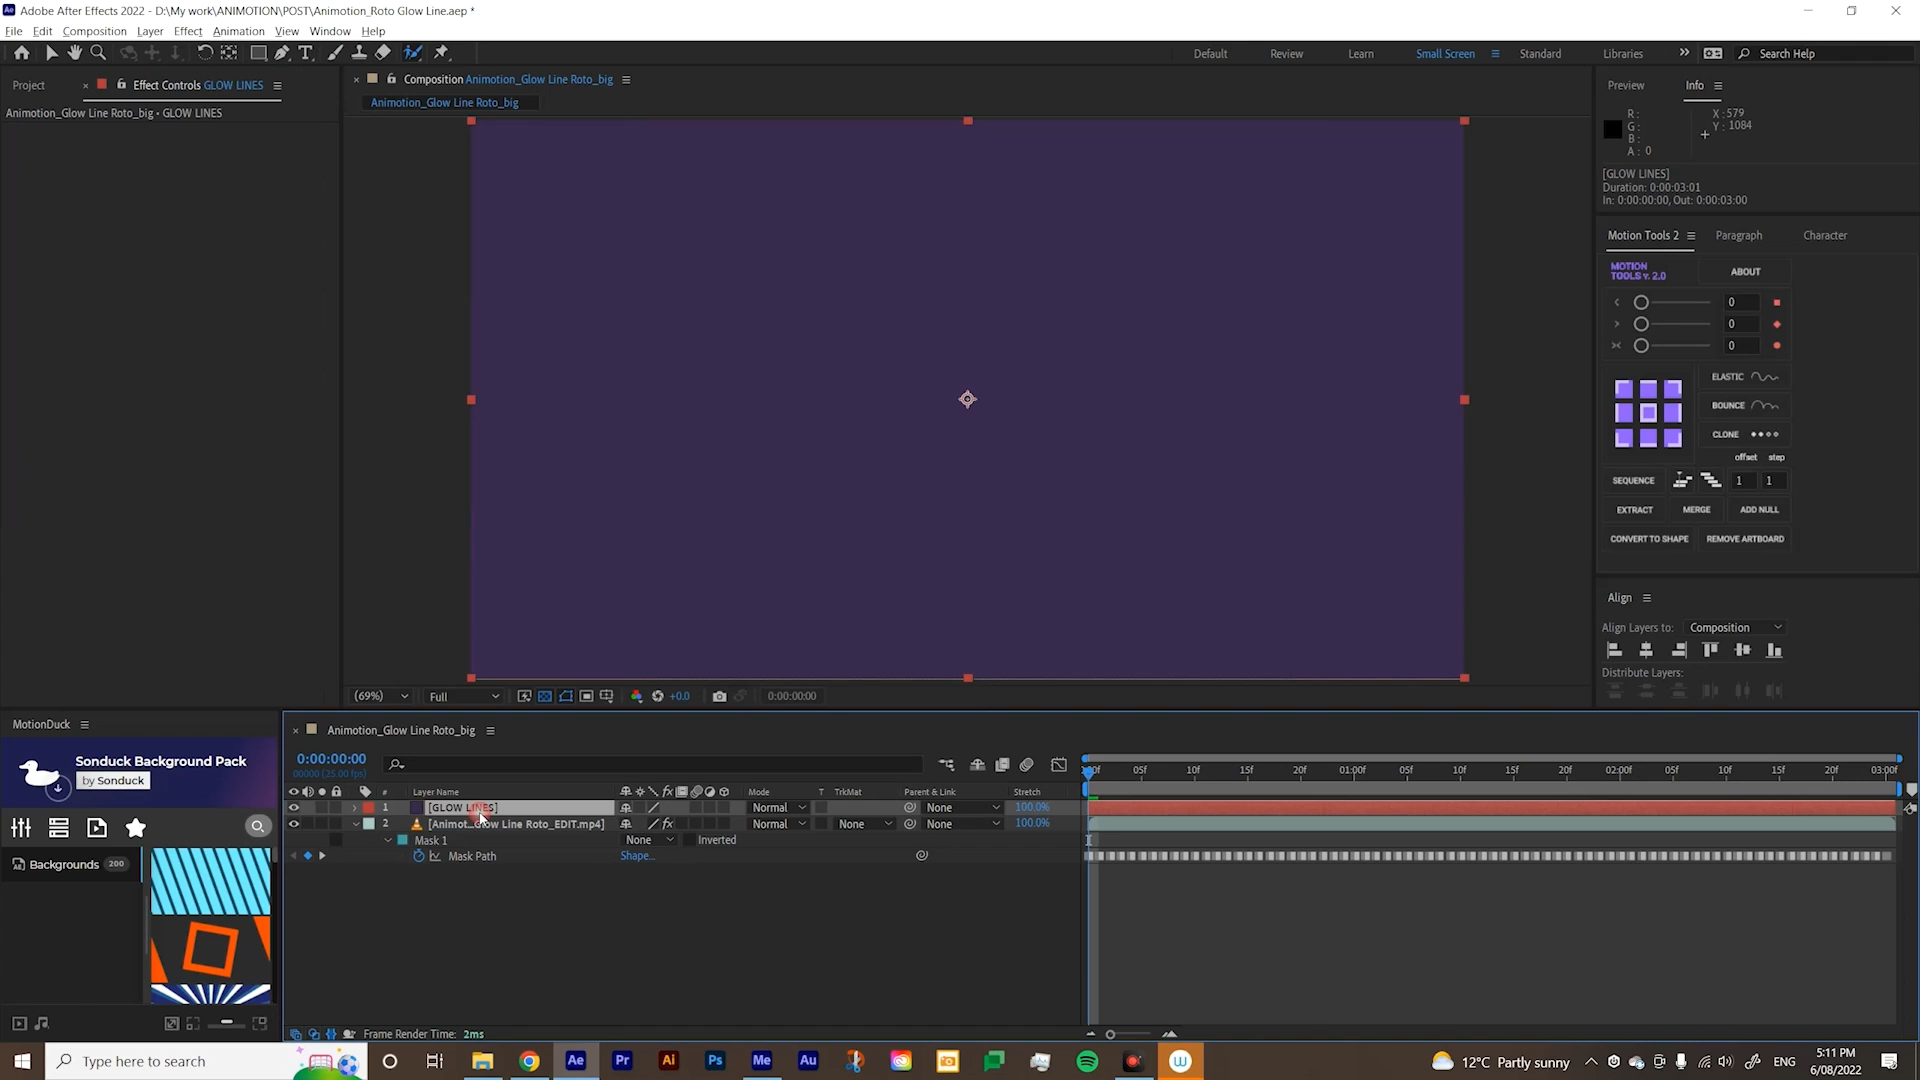 Adobe After Effects 2022 - D:\My work\ANIMOTION\POST\Animotion_Roto Glow Line.aep *
File Edit Composition Layer Effect Animation View Window Help
Default Review Learn Small Screen Standard Libraries Search Help
Project Effect Controls GLOW LINES
Animotion_Glow Line Roto_big • GLOW LINES
Composition Animotion_Glow Line Roto_big
Animotion_Glow Line Roto_big
(69%) Full +0.0 0:00:00:00
Preview Info
R:
G:
B:
A: 0
X: 579
Y: 1084
[GLOW LINES]
Duration: 0:00:03:01
In: 0:00:00:00, Out: 0:00:03:00
Motion Tools 2 Paragraph Character
MOTION
TOOLS v. 2.0
ABOUT
0
0
0
ELASTIC
BOUNCE
CLONE
offset step
SEQUENCE 1 1
EXTRACT MERGE ADD NULL
CONVERT TO SHAPE REMOVE ARTBOARD
Align
Align Layers to: Composition
Distribute Layers:
MotionDuck
Sonduck Background Pack
by Sonduck
Backgrounds 200
Animotion_Glow Line Roto_big
0:00:00:00
00000 (25.00 fps)
00f 05f 10f 15f 20f 01:00f 05f 10f 15f 20f 02:00f 05f 10f 15f 20f 03:00f
# Layer Name Mode T TrkMat Parent & Link Stretch
1 [GLOW LINES] Normal None 100.0%
2 [Animot...Glow Line Roto_EDIT.mp4] Normal None None 100.0%
Mask 1 None Inverted
Mask Path Shape...
Frame Render Time: 2ms
Type here to search
Ae Pr Ai Ps Me Au W
12°C Partly sunny ENG
5:11 PM
6/08/2022